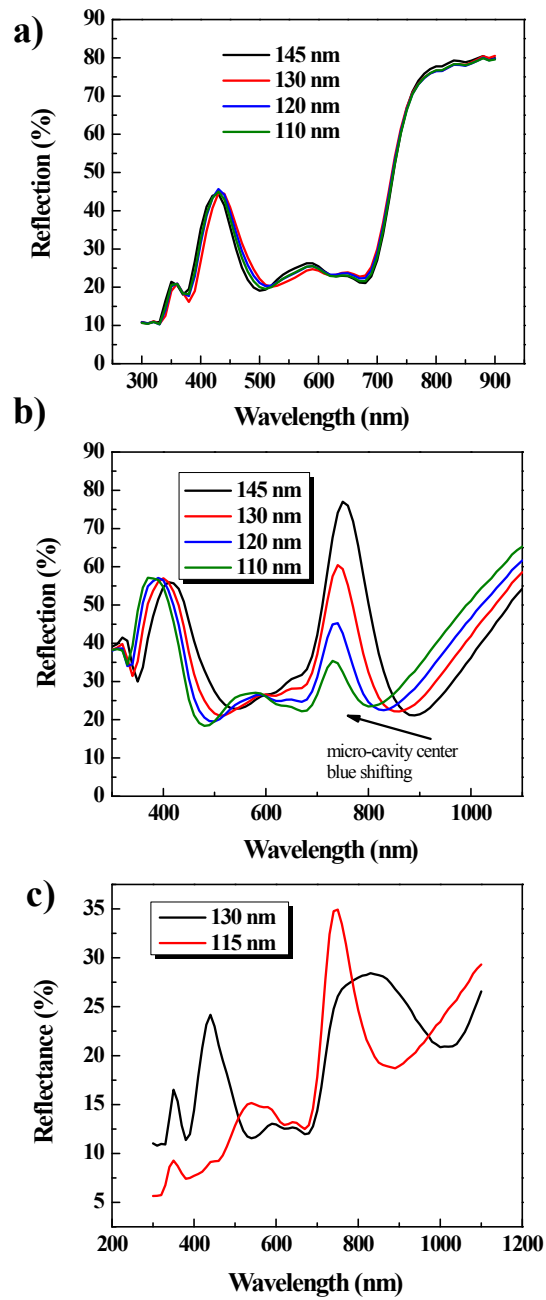 a)
90
80
70
60
50
40
30
20
10
0
Reflection (%)
145 nm
130 nm
120 nm
110 nm
300 400 500 600 700 800 900
Wavelength (nm)
b)
90
80
70
60
50
40
30
20
10
0
Reflection (%)
145 nm
130 nm
120 nm
110 nm
micro-cavity center
blue shifting
400 600 800 1000
Wavelength (nm)
c)
35
30
25
20
15
10
5
Reflectance (%)
130 nm
115 nm
200 400 600 800 1000 1200
Wavelength (nm)